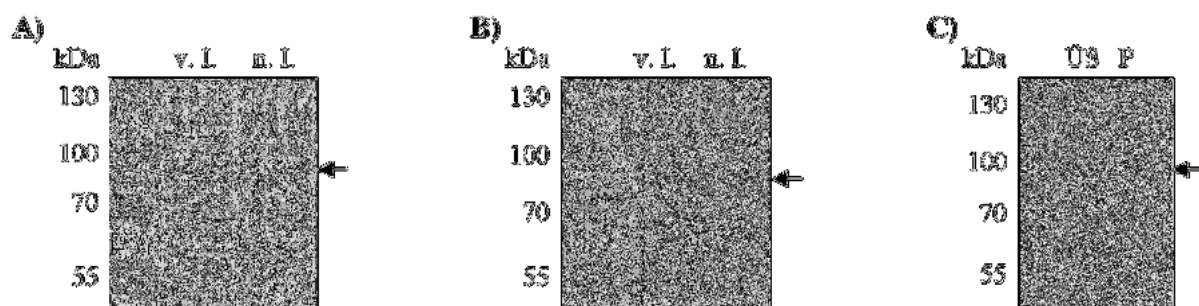 A) B) C)
kDa v. I. n. I. kDa v. I. n. I. kDa ÜS P
130 130 130
100 100 100
70 70 70
55 55 55